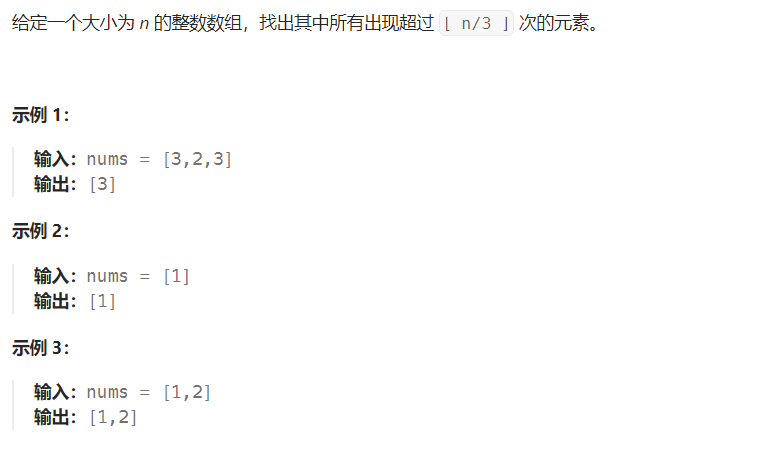 给定一个大小为 n 的整数数组，找出其中所有出现超过 ⌊ n/3 ⌋ 次的元素。
示例 1：
输入：nums = [3,2,3]
输出：[3]
示例 2：
输入：nums = [1]
输出：[1]
示例 3：
输入：nums = [1,2]
输出：[1,2]